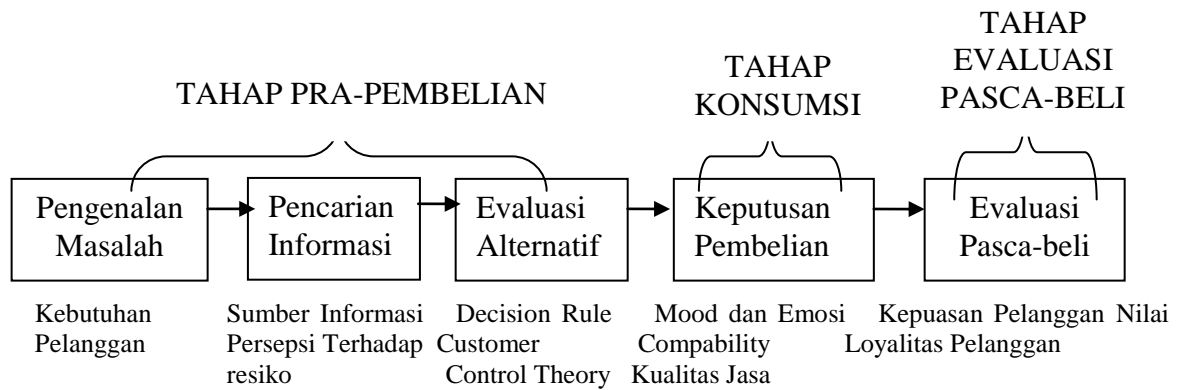 TAHAP PRA-PEMBELIAN
TAHAP
KONSUMSI
TAHAP
EVALUASI
PASCA-BELI
Pengenalan
Masalah
Pencarian
Informasi
Evaluasi
Alternatif
Keputusan
Pembelian
Evaluasi
Pasca-beli
Kebutuhan Sumber Informasi Decision Rule Mood dan Emosi Kepuasan Pelanggan Nilai
Pelanggan Persepsi Terhadap Customer Compability Loyalitas Pelanggan
resiko Control Theory Kualitas Jasa